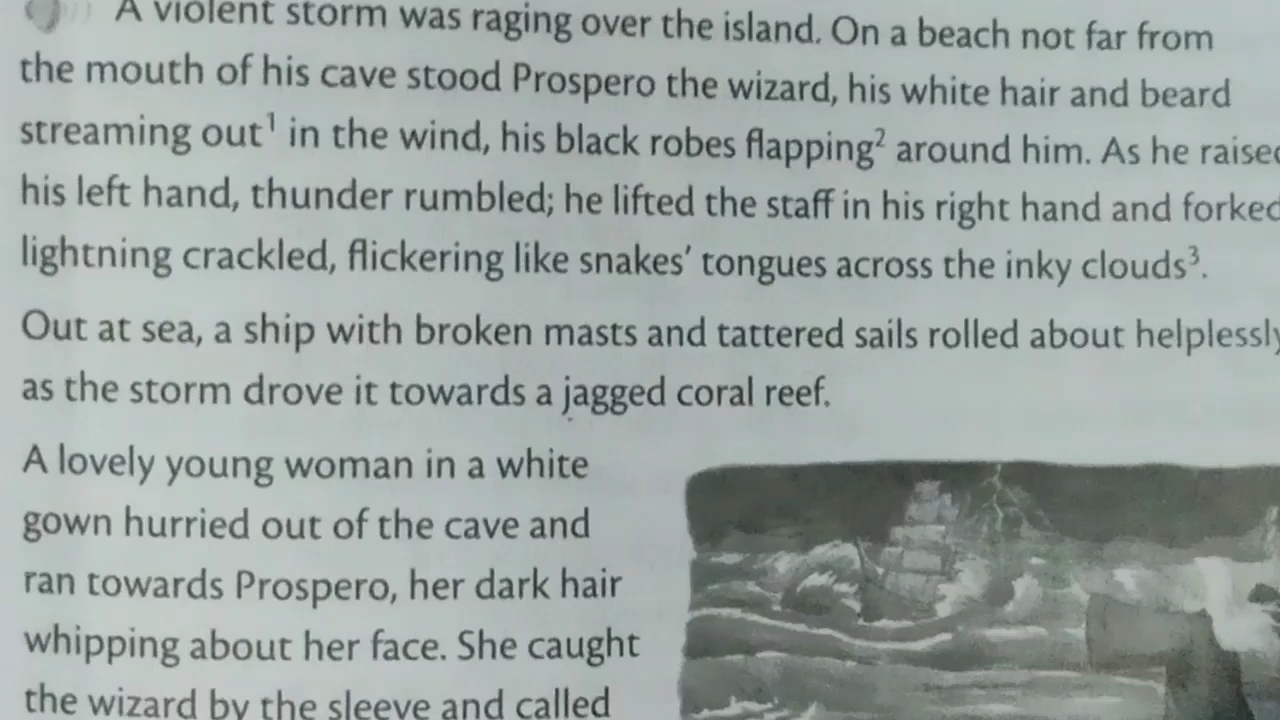 A violent storm was raging over the island. On a beach not far from
the mouth of his cave stood Prospero the wizard, his white hair and beard
streaming out¹ in the wind, his black robes flapping² around him. As he raised
his left hand, thunder rumbled; he lifted the staff in his right hand and forked
lightning crackled, flickering like snakes’ tongues across the inky clouds³.
Out at sea, a ship with broken masts and tattered sails rolled about helplessly
as the storm drove it towards a jagged coral reef.
A lovely young woman in a white
gown hurried out of the cave and
ran towards Prospero, her dark hair
whipping about her face. She caught
the wizard by the sleeve and called